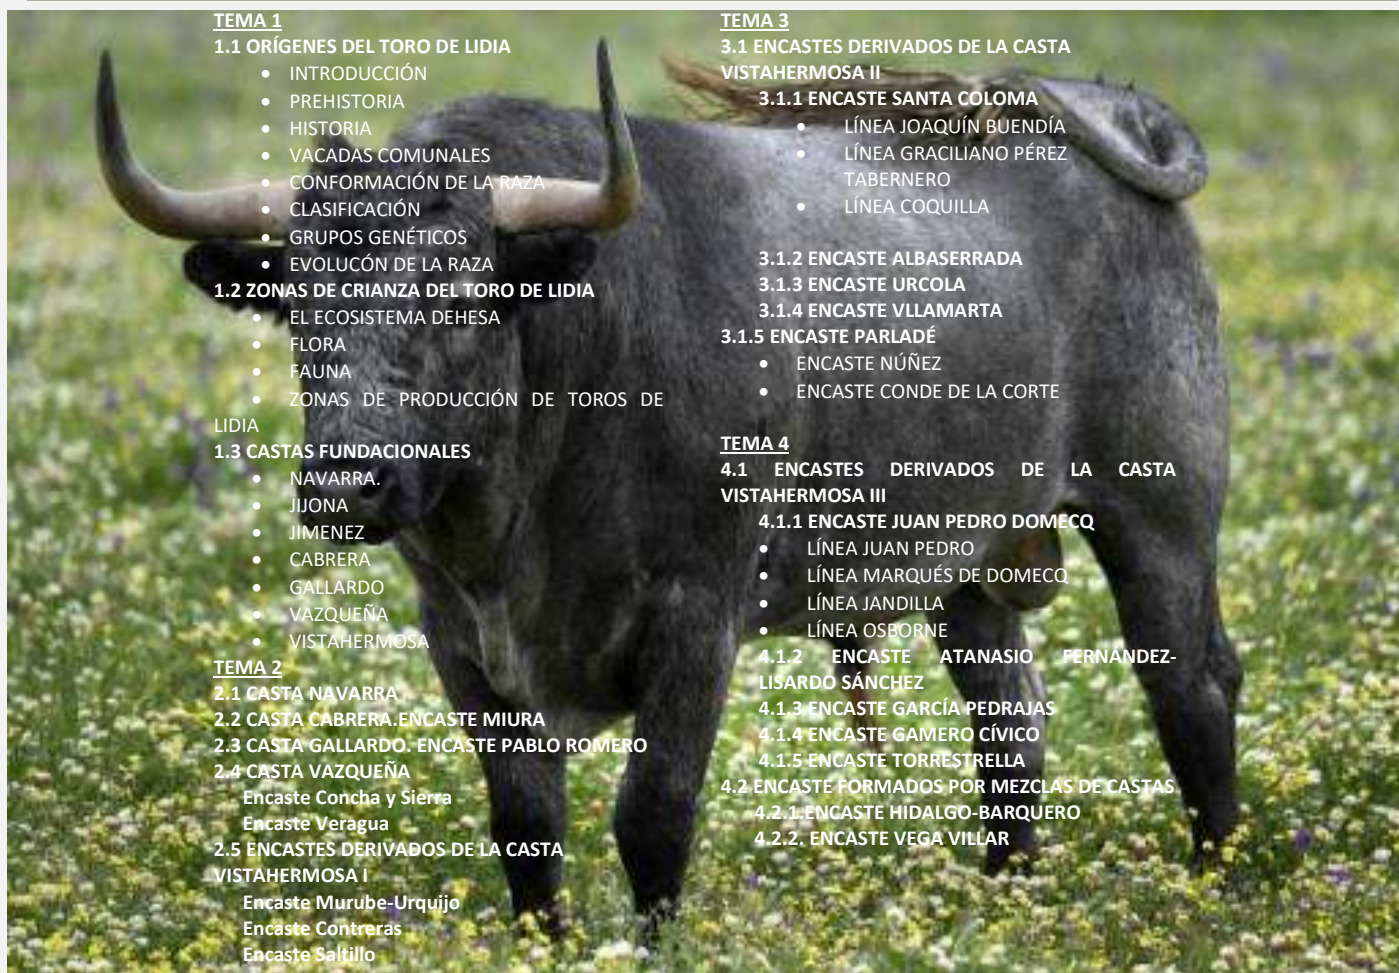 TEMA 1
1.1 ORÍGENES DEL TORO DE LIDIA
• INTRODUCCIÓN
• PREHISTORIA
• HISTORIA
• VACADAS COMUNALES
• CONFORMACIÓN DE LA RAZA
• CLASIFICACIÓN
• GRUPOS GENÉTICOS
• EVOLUCÓN DE LA RAZA
1.2 ZONAS DE CRIANZA DEL TORO DE LIDIA
• EL ECOSISTEMA DEHESA
• FLORA
• FAUNA
• ZONAS DE PRODUCCIÓN DE TOROS DE
LIDIA
1.3 CASTAS FUNDACIONALES
• NAVARRA.
• JIJONA
• JIMENEZ
• CABRERA
• GALLARDO
• VAZQUEÑA
• VISTAHERMOSA
TEMA 2
2.1 CASTA NAVARRA
2.2 CASTA CABRERA.ENCASTE MIURA
2.3 CASTA GALLARDO. ENCASTE PABLO ROMERO
2.4 CASTA VAZQUEÑA
Encaste Concha y Sierra
Encaste Veragua
2.5 ENCASTES DERIVADOS DE LA CASTA
VISTAHERMOSA I
Encaste Murube-Urquijo
Encaste Contreras
Encaste Saltillo
TEMA 3
3.1 ENCASTES DERIVADOS DE LA CASTA
VISTAHERMOSA II
3.1.1 ENCASTE SANTA COLOMA
• LÍNEA JOAQUÍN BUENDÍA
• LÍNEA GRACILIANO PÉREZ
TABERNERO
• LÍNEA COQUILLA
3.1.2 ENCASTE ALBASERRADA
3.1.3 ENCASTE URCOLA
3.1.4 ENCASTE VLLAMARTA
3.1.5 ENCASTE PARLADÉ
• ENCASTE NÚÑEZ
• ENCASTE CONDE DE LA CORTE
TEMA 4
4.1 ENCASTES DERIVADOS DE LA CASTA
VISTAHERMOSA III
4.1.1 ENCASTE JUAN PEDRO DOMECQ
• LÍNEA JUAN PEDRO
• LÍNEA MARQUÉS DE DOMECQ
• LÍNEA JANDILLA
• LÍNEA OSBORNE
4.1.2 ENCASTE ATANASIO FERNÁNDEZ-
LISARDO SÁNCHEZ
4.1.3 ENCASTE GARCÍA PEDRAJAS
4.1.4 ENCASTE GAMERO CÍVICO
4.1.5 ENCASTE TORRESTRELLA
4.2 ENCASTE FORMADOS POR MEZCLAS DE CASTAS
4.2.1.ENCASTE HIDALGO-BARQUERO
4.2.2. ENCASTE VEGA VILLAR